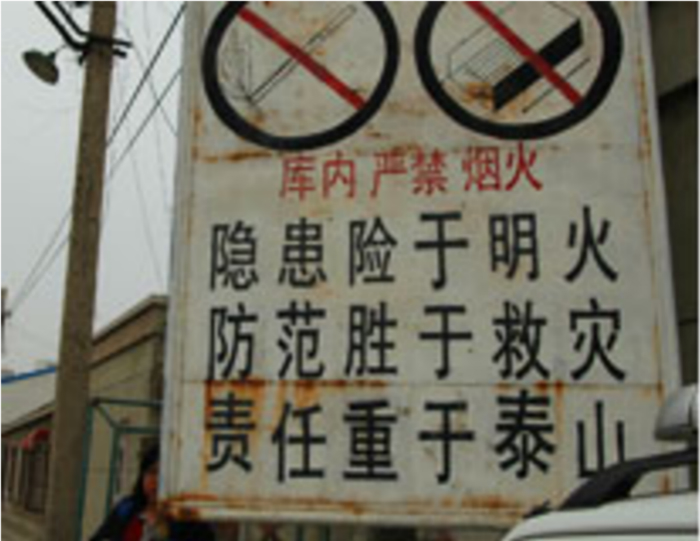 库内 严禁 烟火
隐患险于明火
防范胜于救灾
责任重于泰山